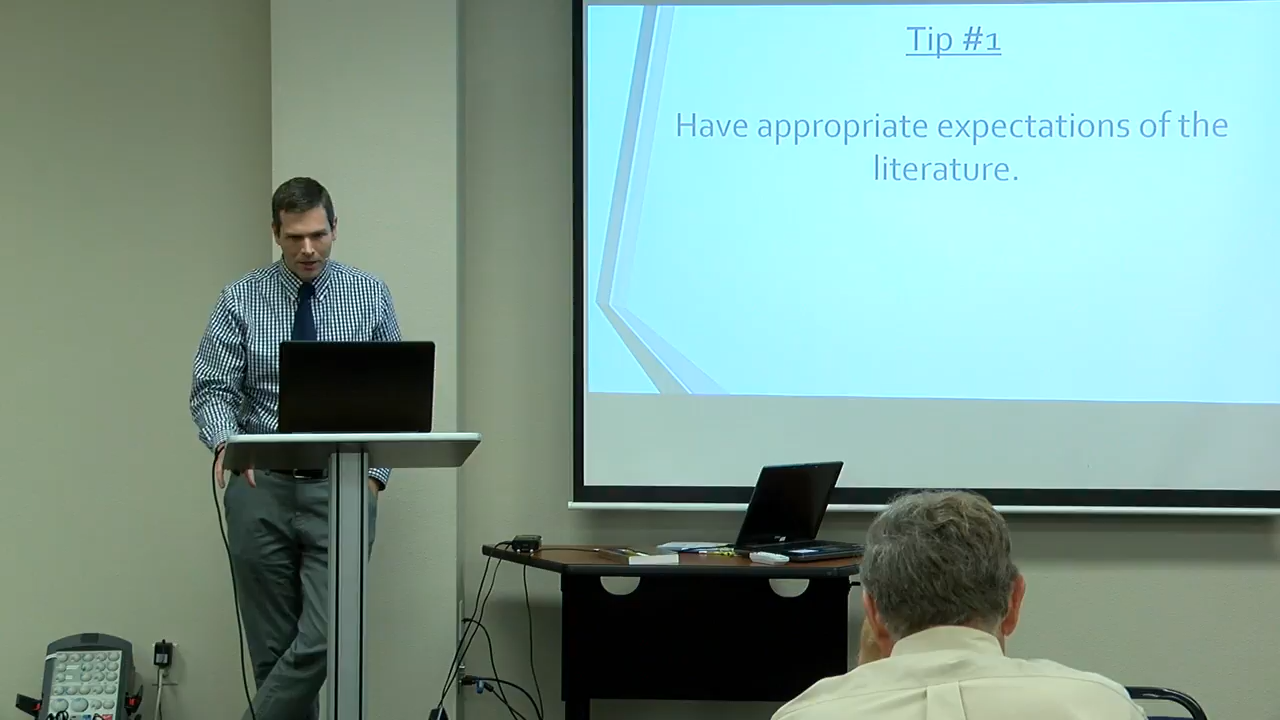 Tip #1
Have appropriate expectations of the
literature.